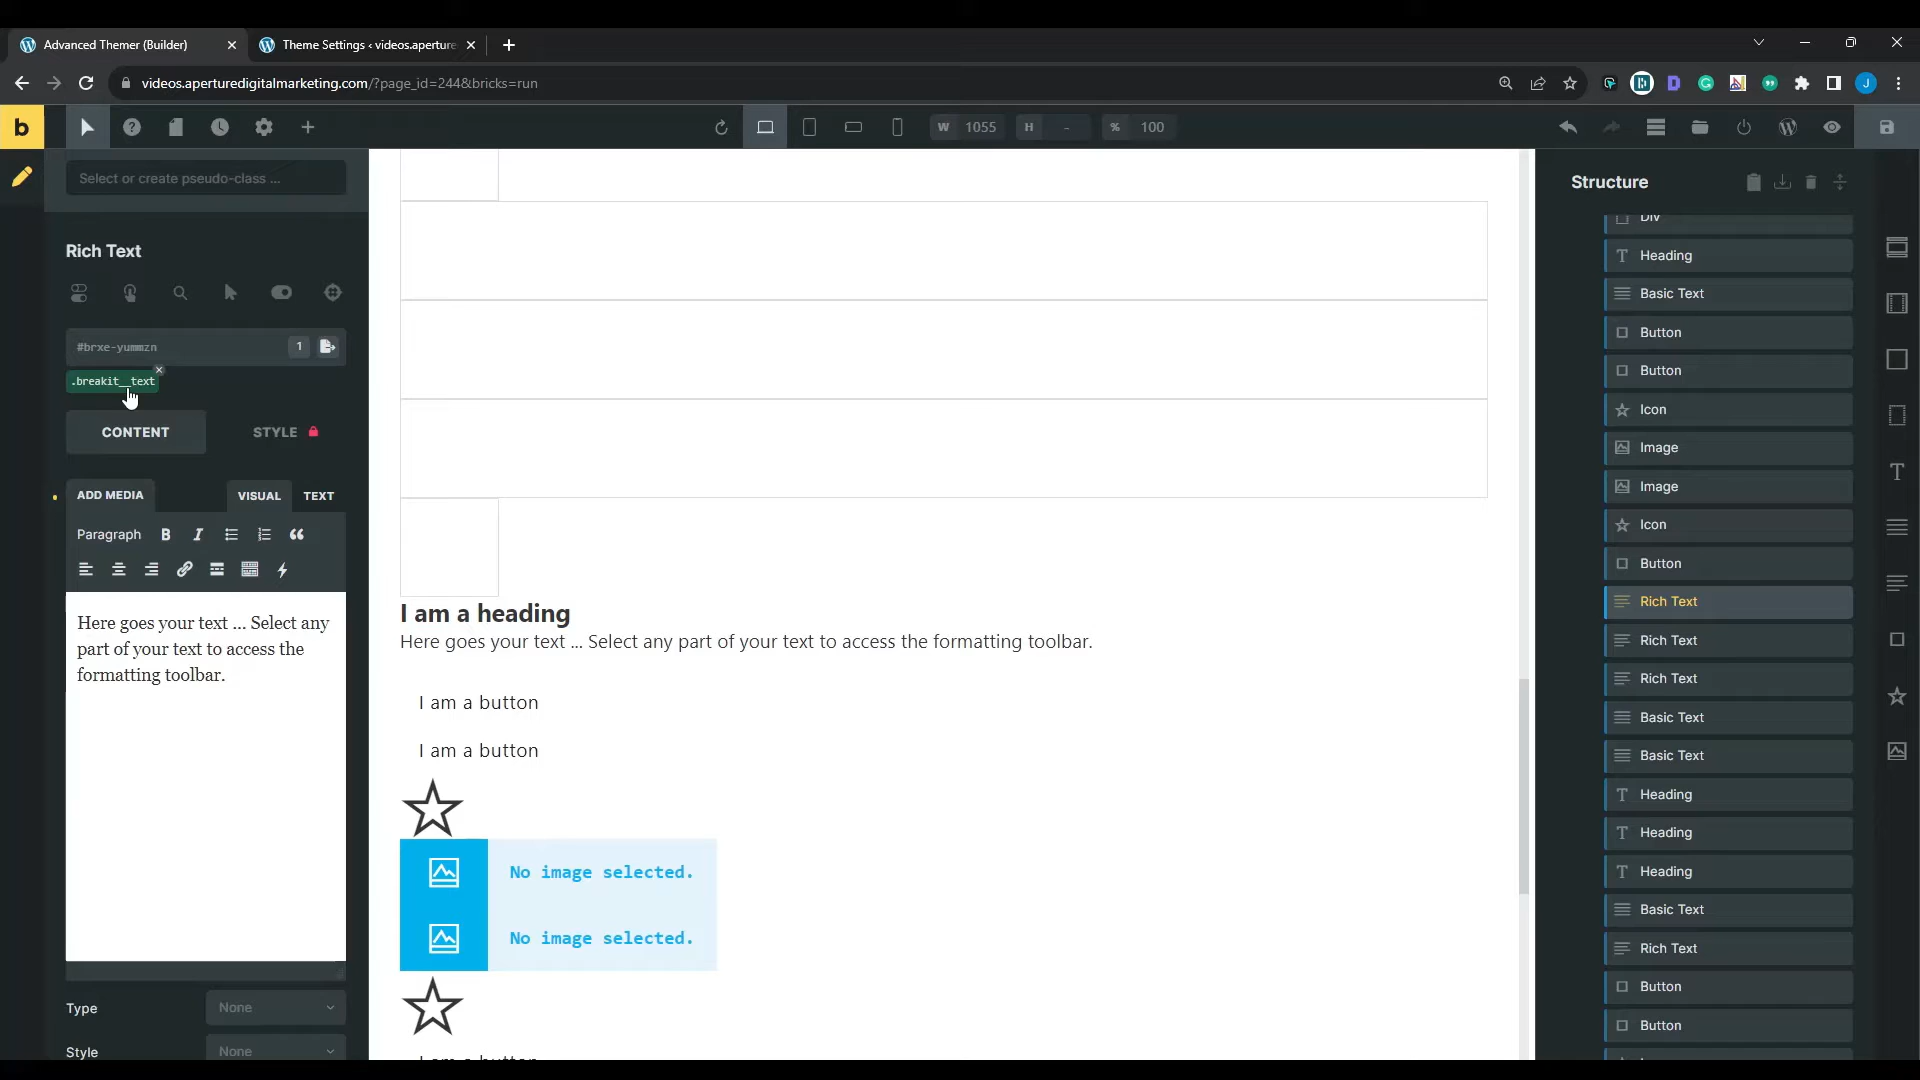 Advanced Themer (Builder)
Theme Settings ‹ videos.aperture
videos.aperturedigitalmarketing.com/?page_id=244&bricks=run
b
W 1055
H -
% 100
Select or create pseudo-class ...
Rich Text
#brxe-yummzn
1
.breakit__text
CONTENT
STYLE
ADD MEDIA
VISUAL
TEXT
Paragraph
Here goes your text ... Select any
part of your text to access the
formatting toolbar.
Type
None
Style
None
I am a heading
Here goes your text ... Select any part of your text to access the formatting toolbar.
I am a button
I am a button
No image selected.
No image selected.
I am a button
Structure
Div
Heading
Basic Text
Button
Button
Icon
Image
Image
Icon
Button
Rich Text
Rich Text
Rich Text
Basic Text
Basic Text
Heading
Heading
Heading
Basic Text
Rich Text
Button
Button